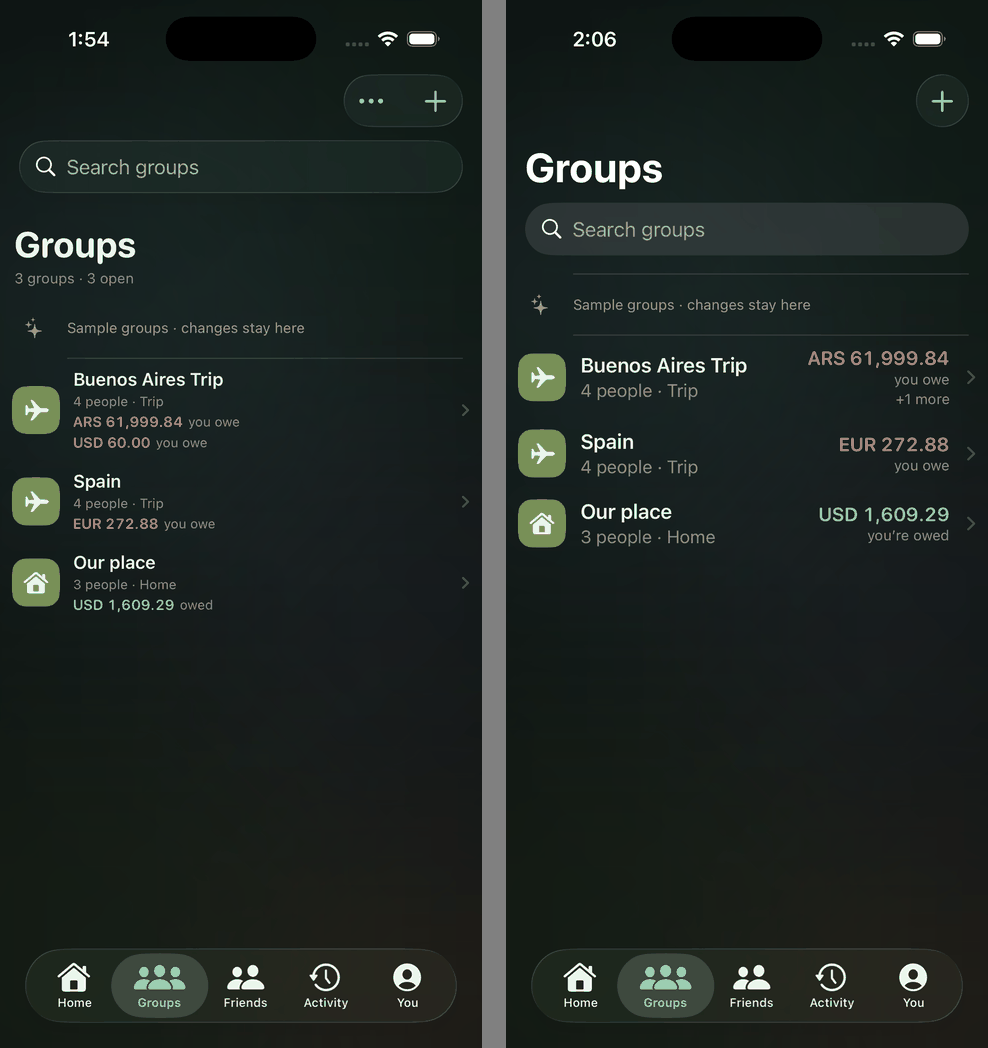 1:54
Search groups
Groups
3 groups · 3 open
Sample groups · changes stay here
Buenos Aires Trip
4 people · Trip
ARS 61,999.84 you owe
USD 60.00 you owe
Spain
4 people · Trip
EUR 272.88 you owe
Our place
3 people · Home
USD 1,609.29 owed
Home
Groups
Friends
Activity
You
2:06
Groups
Search groups
Sample groups · changes stay here
Buenos Aires Trip
4 people · Trip
ARS 61,999.84
you owe
+1 more
Spain
4 people · Trip
EUR 272.88
you owe
Our place
3 people · Home
USD 1,609.29
you’re owed
Home
Groups
Friends
Activity
You